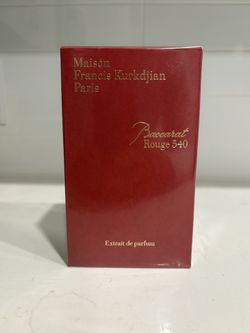 Maison
Francis Kurkdjian
Paris
Baccarat
Rouge 540
Extrait de parfum